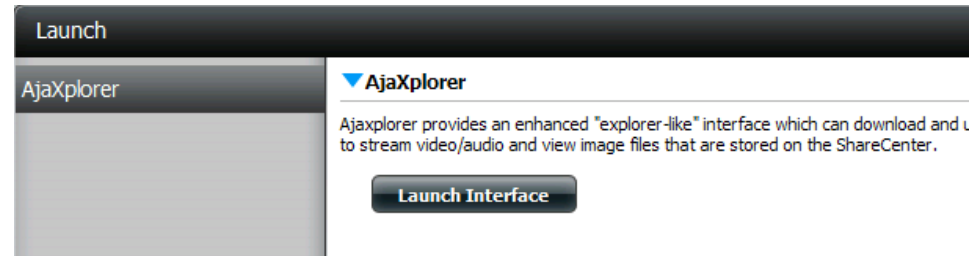 Launch
AjaXplorer
AjaXplorer
Ajaxplorer provides an enhanced "explorer-like" interface which can download and
to stream video/audio and view image files that are stored on the ShareCenter.
Launch Interface